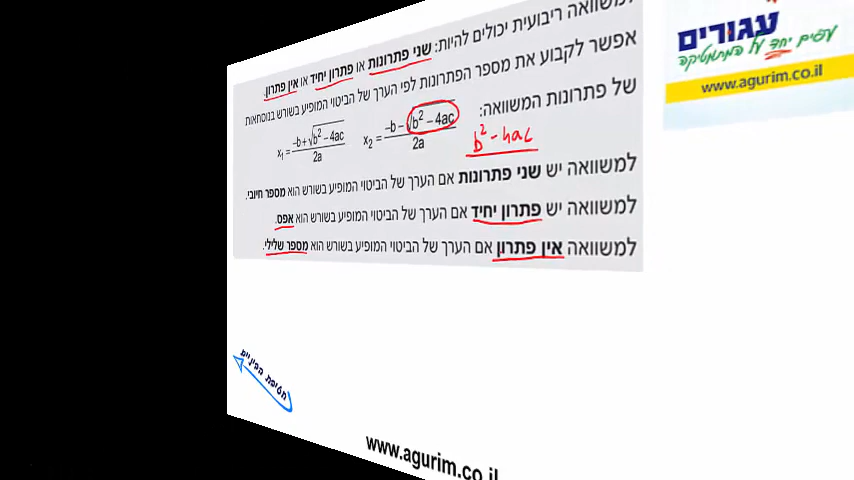 למשוואה ריבועית יכולים להיות: שני פתרונות או פתרון יחיד או אין פתרון.
אפשר לקבוע את מספר הפתרונות לפי הערך של הביטוי המופיע בשורש בנוסחאות
של פתרונות המשוואה:
x₁ = (-b + √(b² - 4ac)) / 2a
x₂ = (-b - √(b² - 4ac)) / 2a
b² - 4ac
למשוואה יש שני פתרונות אם הערך של הביטוי המופיע בשורש הוא מספר חיובי.
למשוואה יש פתרון יחיד אם הערך של הביטוי המופיע בשורש הוא אפס.
למשוואה אין פתרון אם הערך של הביטוי המופיע בשורש הוא מספר שלילי.
עגורים
עפים יחד על המתמטיקה
www.agurim.co.il
www.agurim.co.il